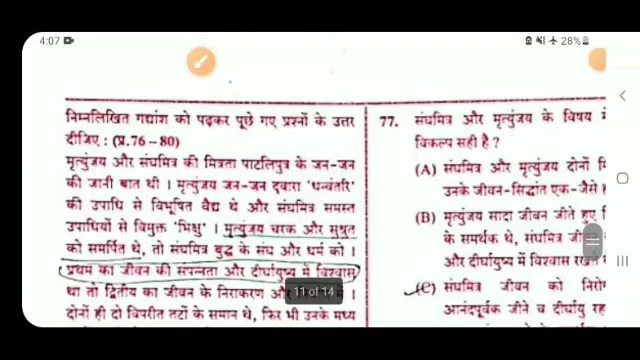 4:07
28%
निम्नलिखित गद्यांश को पढ़कर पूछे गए प्रश्नों के उत्तर
दीजिए : (प्र.76 – 80)
मृत्युंजय और संघमित्र की मित्रता पाटलिपुत्र के जन-जन
की जानी बात थी । मृत्युंजय जन-जन द्वारा 'धन्वंतरि'
की उपाधि से विभूषित वैद्य थे और संघमित्र समस्त
उपाधियों से विमुक्त 'भिक्षु' । मृत्युंजय चरक और सुश्रुत
को समर्पित थे, तो संघमित्र बुद्ध के संघ और धर्म को ।
प्रथम का जीवन की संपन्नता और दीर्घायुष्य में विश्वास
था तो द्वितीय का जीवन के निराकरण और
दोनों ही दो विपरीत तटों के समान थे, फिर भी उनके मध्य
11 of 14
77. संघमित्र और मृत्युंजय के विषय में
विकल्प सही है ?
(A) संघमित्र और मृत्युंजय दोनों
उनके जीवन-सिद्धांत एक-जैसे
(B) मृत्युंजय सादा जीवन जीते हुए
के समर्थक थे, संघमित्र
और दीर्घायुष्य में विश्वास
(C) संघमित्र जीवन को
आनंदपूर्वक जीने व दीर्घायु